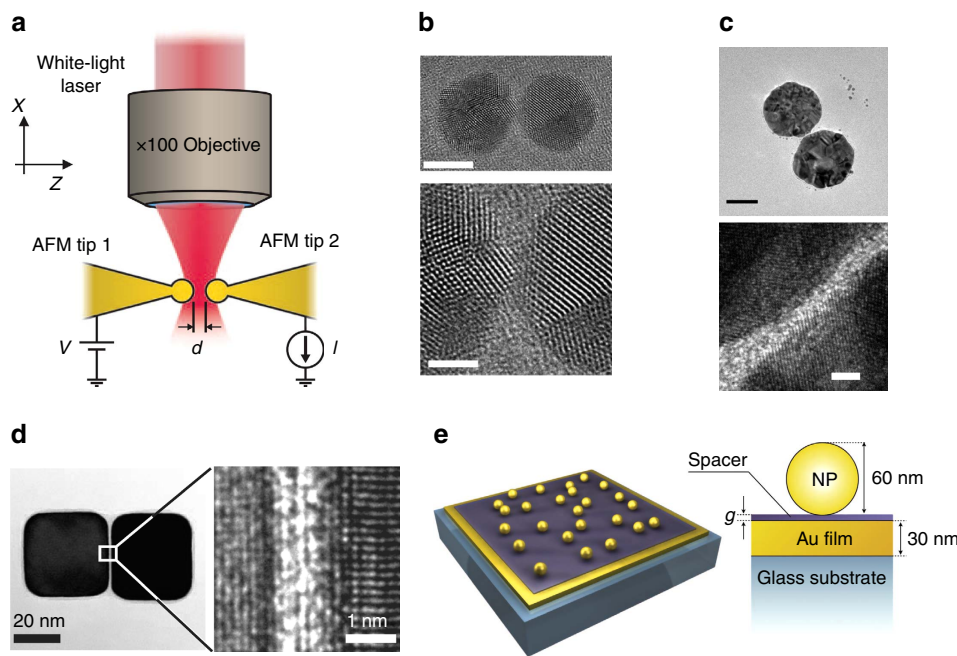 a
White-light
laser
X
Z
×100 Objective
AFM tip 1
AFM tip 2
V
d
I
b
c
d
20 nm
1 nm
e
Spacer
NP
60 nm
g
Au film
30 nm
Glass substrate